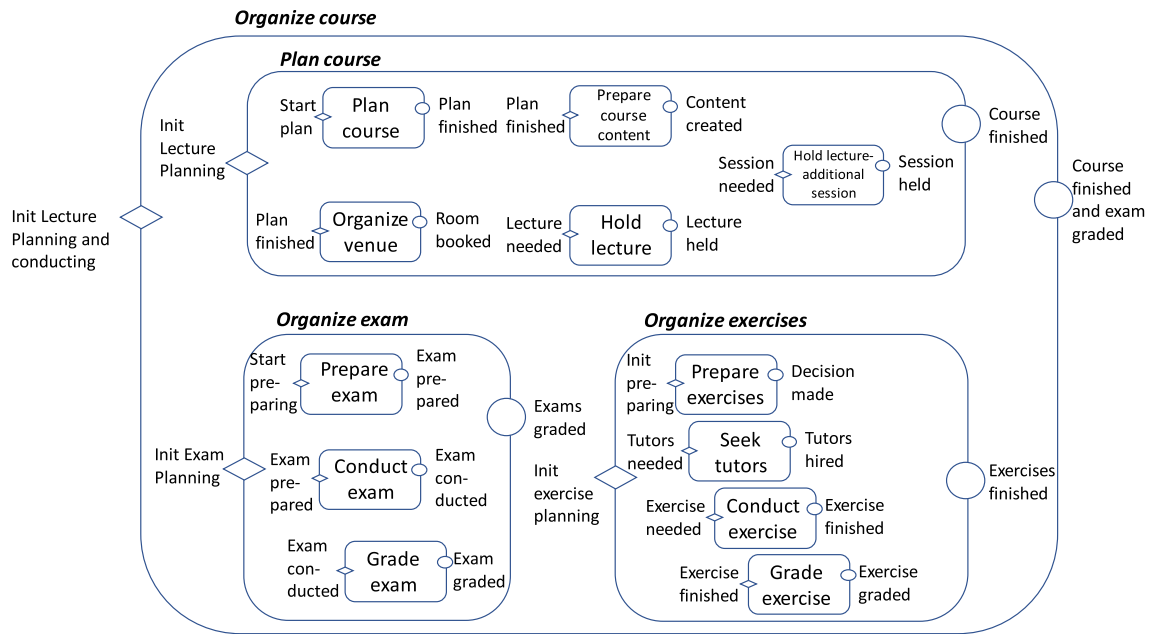 Organize course
Plan course
Init
Lecture
Planning
Start
plan
Plan
course
Plan
finished
Plan
finished
Prepare
course
content
Content
created
Course
finished
Session
needed
Hold lecture-
additional
session
Session
held
Init Lecture
Planning and
conducting
Course
finished
and exam
graded
Plan
finished
Organize
venue
Room
booked
Lecture
needed
Hold
lecture
Lecture
held
Organize exam
Start
pre-
paring
Prepare
exam
Exam
pre-
pared
Exams
graded
Init Exam
Planning
Exam
pre-
pared
Conduct
exam
Exam
con-
ducted
Exam
con-
ducted
Grade
exam
Exam
graded
Organize exercises
Init
pre-
paring
Prepare
exercises
Decision
made
Tutors
needed
Seek
tutors
Tutors
hired
Init
exercise
planning
Exercise
needed
Conduct
exercise
Exercise
finished
Exercises
finished
Exercise
finished
Grade
exercise
Exercise
graded